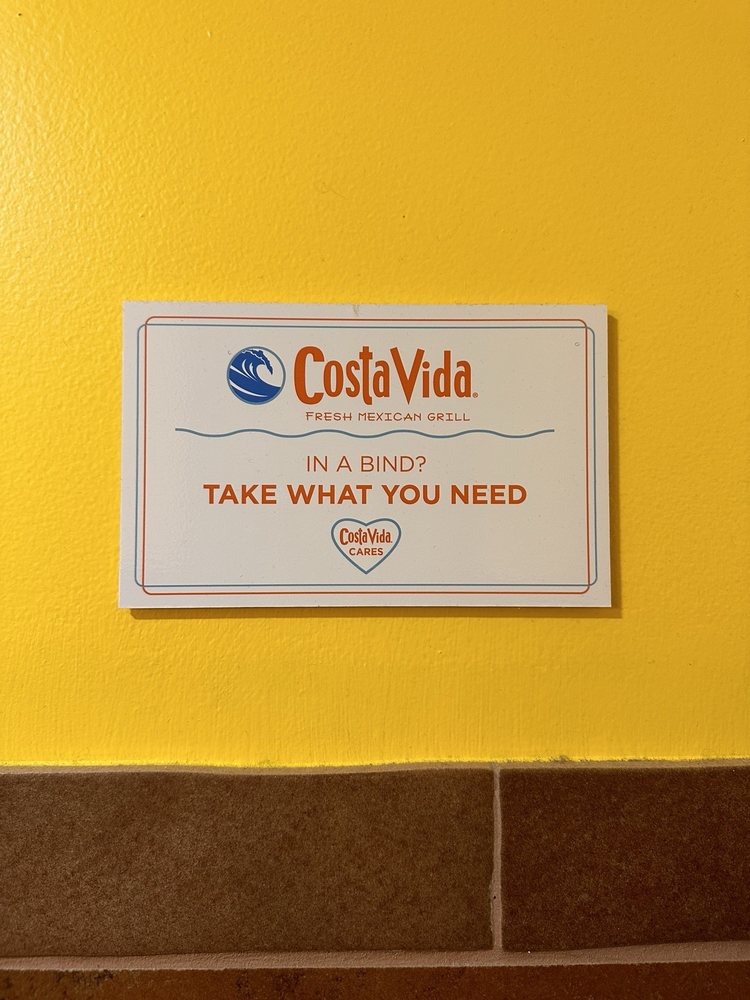 CostaVida®
FRESH MEXICAN GRILL
IN A BIND?
TAKE WHAT YOU NEED
CostaVida®
CARES